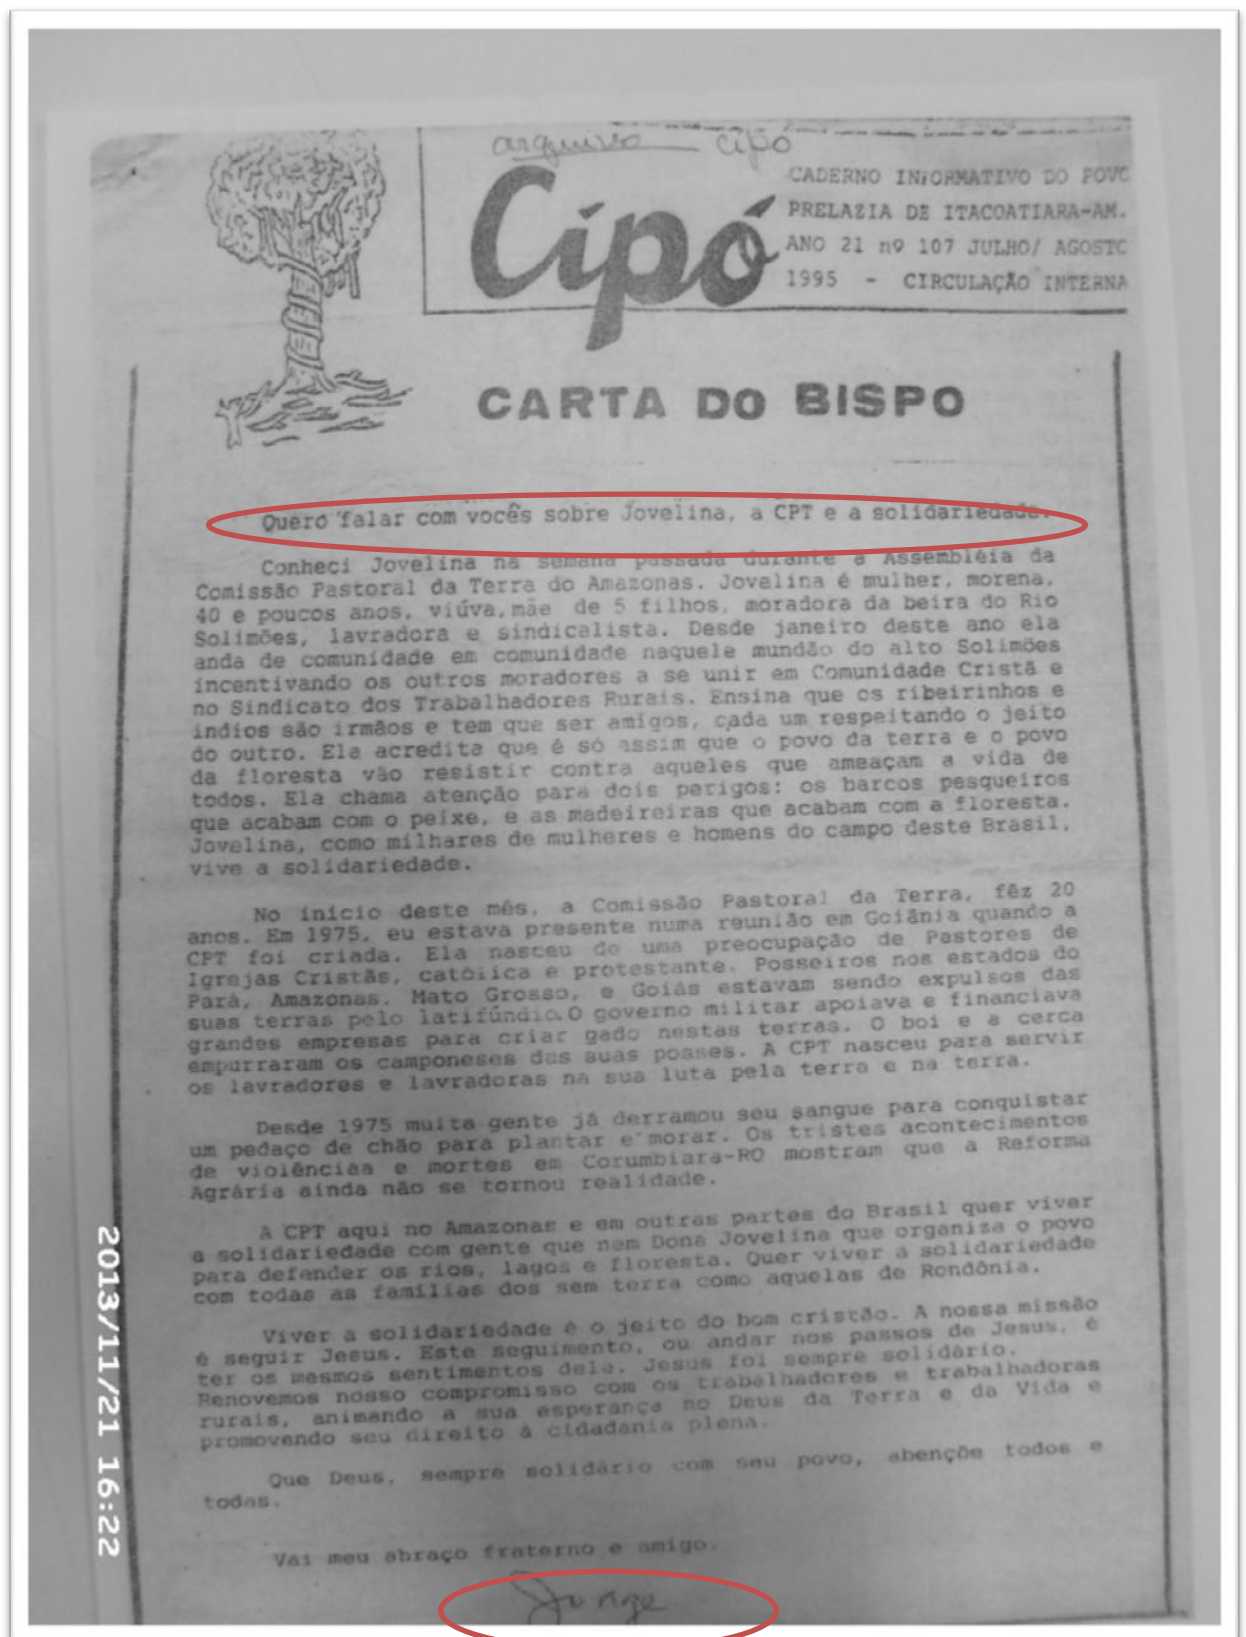 arquivo cipó
Cipó
CADERNO INFORMATIVO DO POVO
PRELAZIA DE ITACOATIARA-AM.
ANO 21 nº 107 JULHO/ AGOSTO
1995 - CIRCULAÇÃO INTERNA
CARTA DO BISPO
Quero falar com vocês sobre Jovelina, a CPT e a solidariedade.
Conheci Jovelina na semana passada durante a Assembléia da
Comissão Pastoral da Terra do Amazonas. Jovelina é mulher, morena,
40 e poucos anos, viúva, mãe de 5 filhos, moradora da beira do Rio
Solimões, lavradora e sindicalista. Desde janeiro deste ano ela
anda de comunidade em comunidade naquele mundão do alto Solimões
incentivando os outros moradores a se unir em Comunidade Cristã e
no Sindicato dos Trabalhadores Rurais. Ensina que os ribeirinhos e
índios são irmãos e tem que ser amigos, cada um respeitando o jeito
do outro. Ela acredita que é só assim que o povo da terra e o povo
da floresta vão resistir contra aqueles que ameaçam a vida de
todos. Ela chama atenção para dois perigos: os barcos pesqueiros
que acabam com o peixe, e as madeireiras que acabam com a floresta.
Jovelina, como milhares de mulheres e homens do campo deste Brasil,
vive a solidariedade.
No início deste mês, a Comissão Pastoral da Terra, fêz 20
anos. Em 1975, eu estava presente numa reunião em Goiânia quando a
CPT foi criada. Ela nasceu de uma preocupação de Pastores de
Igrejas Cristãs, católica e protestante. Posseiros nos estados do
Pará, Amazonas, Mato Grosso, e Goiás estavam sendo expulsos das
suas terras pelo latifúndio.O governo militar apoiava e financiava
grandes empresas para criar gado nestas terras. O boi e a cerca
empurraram os camponeses das suas posses. A CPT nasceu para servir
os lavradores e lavradoras na sua luta pela terra e na terra.
Desde 1975 muita gente já derramou seu sangue para conquistar
um pedaço de chão para plantar e morar. Os tristes acontecimentos
de violênciaa e mortes em Corumbiara-RO mostram que a Reforma
Agrária ainda não se tornou realidade.
A CPT aqui no Amazonas e em outras partes do Brasil quer viver
a solidariedade com gente que nem Dona Jovelina que organiza o povo
para defender os rios, lagos e floresta. Quer viver a solidariedade
com todas as famílias dos sem terra como aquelas de Rondônia.
Viver a solidariedade é o jeito do bom cristão. A nossa missão
é seguir Jesus. Este seguimento, ou andar nos passos de Jesus, é
ter os mesmos sentimentos dele. Jesus foi sempre solidário.
Renovemos nosso compromisso com os trabalhadores e trabalhadoras
rurais, animando a sua esperança no Deus da Terra e da Vida e
promovendo seu direito à cidadania plena.
Que Deus, sempre solidário com seu povo, abençõe todos e
todas.
Vai meu abraço fraterno e amigo.
Jorge
2013/11/21 16:22